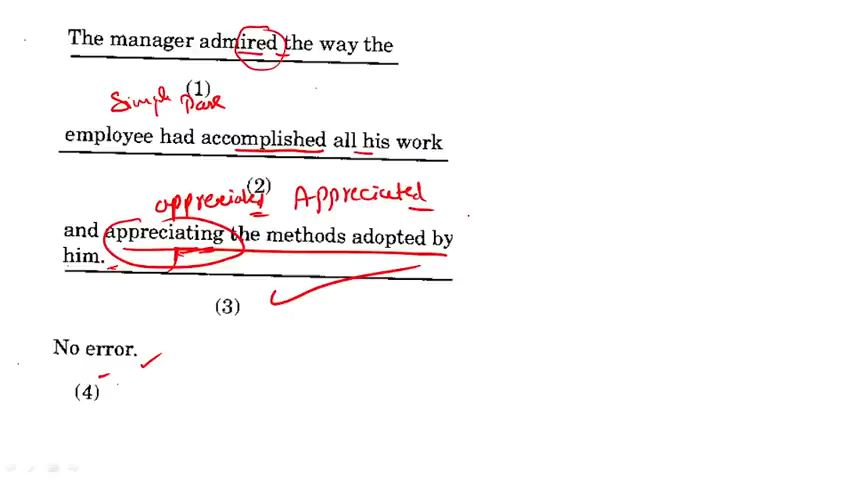 The manager admired the way the
(1)
Simple Past
employee had accomplished all his work
(2)
appreciated Appreciated
and appreciating the methods adopted by
him.
(3)
No error.
(4)